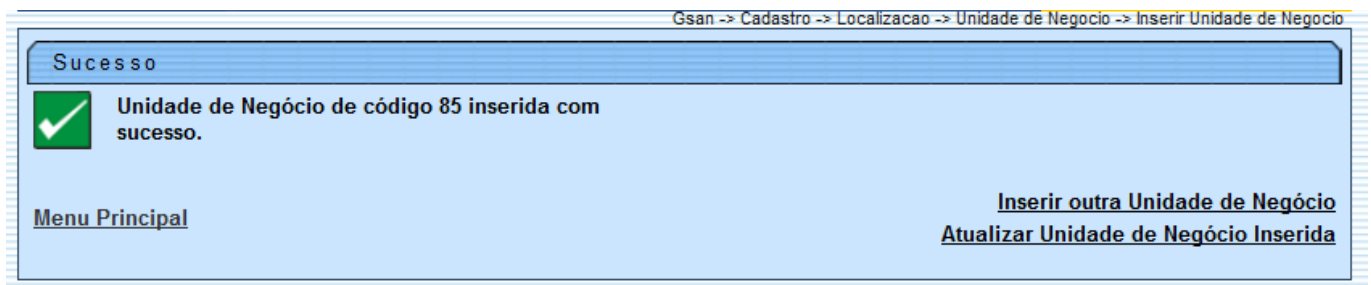 Gsan -> Cadastro -> Localizacao -> Unidade de Negocio -> Inserir Unidade de Negocio
Sucesso
Unidade de Negócio de código 85 inserida com
sucesso.
Inserir outra Unidade de Negócio
Menu Principal
Atualizar Unidade de Negócio Inserida